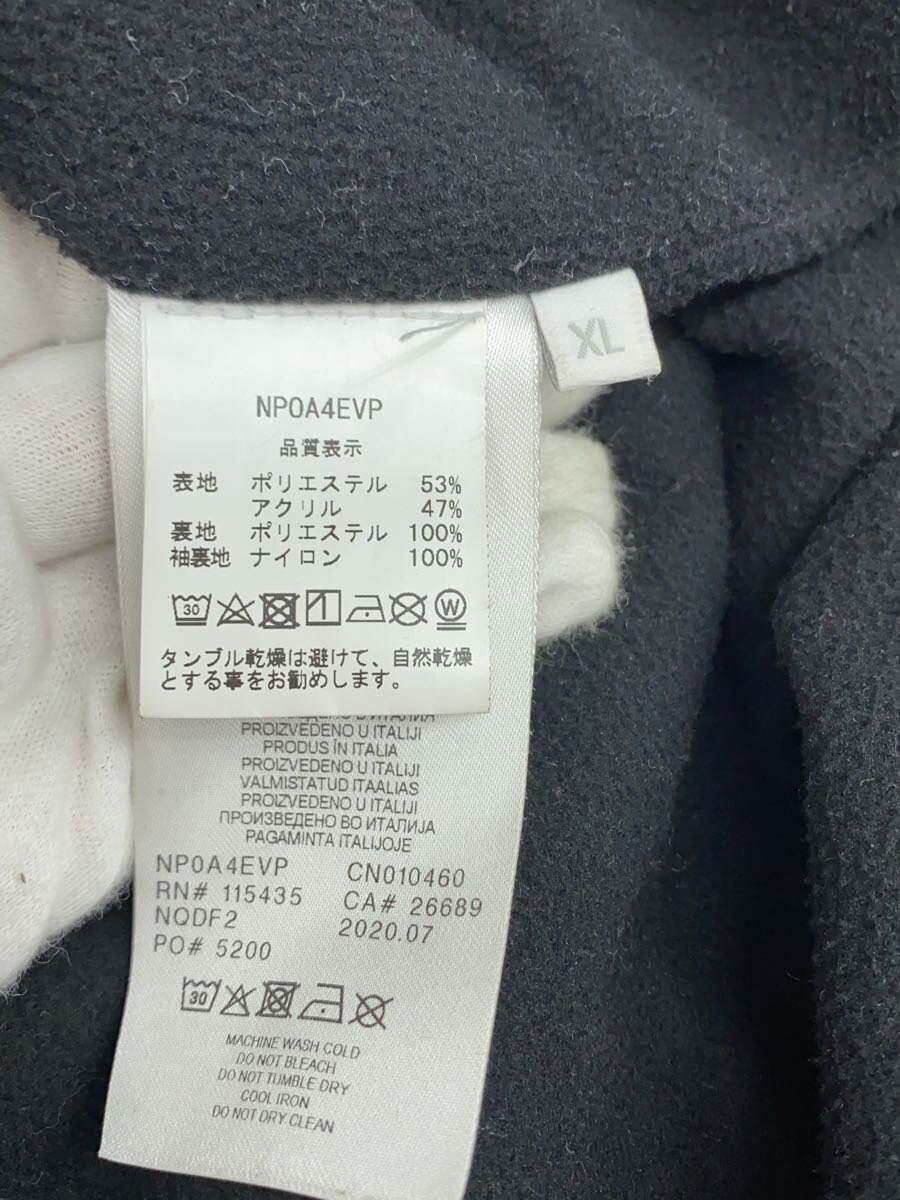 XL
NP0A4EVP
品質表示
表地 ポリエステル 53%
アクリル 47%
裏地 ポリエステル 100%
袖裏地 ナイロン 100%
30 1 W
タンブル乾燥は避けて、自然乾燥
とする事をお勧めします。
PROIZVEDENO U ITALIJI
PRODUS ÎN ITALIA
PROIZVEDENO U ITALIJI
VALMISTATUD ITAALIAS
PROIZVEDENO U ITALIJI
ПРОИЗВЕДЕНО ВО ИТАЛИЈА
PAGAMINTA ITALIJOJE
NP0A4EVP CN010460
RN# 115435 CA# 26689
NQDF2 2020.07
PO# 5200
30
MACHINE WASH COLD
DO NOT BLEACH
DO NOT TUMBLE DRY
COOL IRON
DO NOT DRY CLEAN